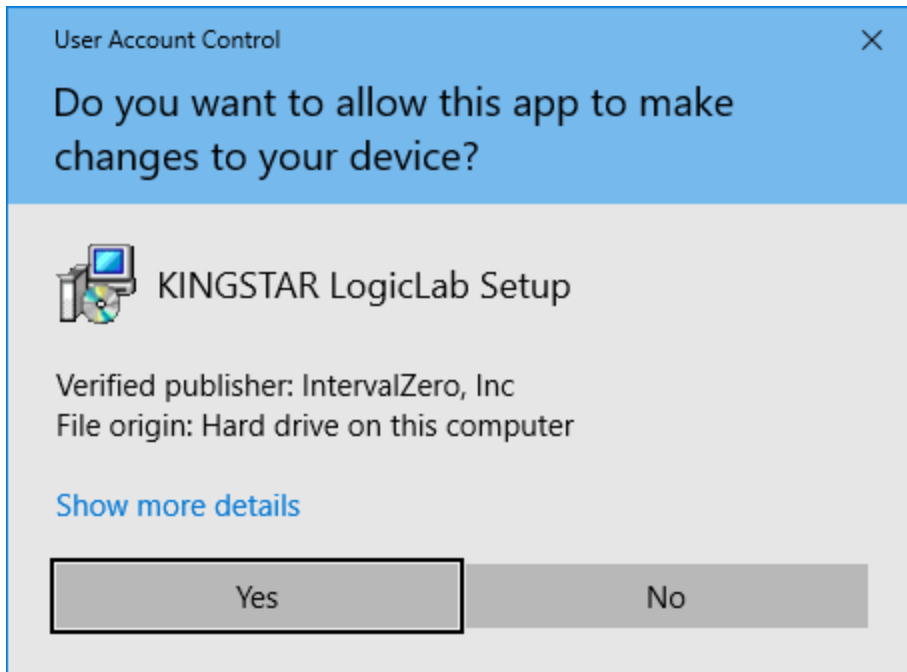 User Account Control
Do you want to allow this app to make
changes to your device?
KINGSTAR LogicLab Setup
Verified publisher: IntervalZero, Inc
File origin: Hard drive on this computer
Show more details
Yes
No